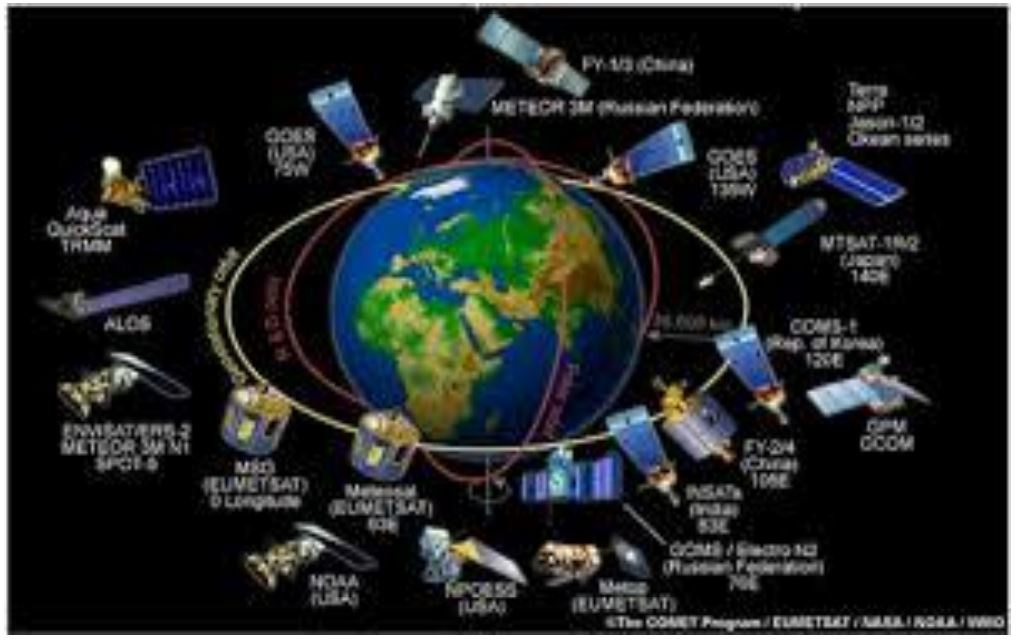 FY-1/3 (China)
METEOR 3M (Russian Federation)
GOES
(USA)
75W
GOES
(USA)
135W
Terra
NPP
Jason-1/2
Okean series
Aqua
QuickScat
TRMM
MTSAT-1R/2
(Japan)
140E
ALOS
COMS-1
(Rep. of Korea)
120E
ENVISAT/ERS-2
METEOR 3M N1
SPOT-5
GPM
GCOM
MSG
(EUMETSAT)
0 Longitude
Meteosat
(EUMETSAT)
63E
FY-2/4
(China)
105E
INSATs
(India)
83E
GOMS / Electro N2
(Russian Federation)
76E
NOAA
(USA)
NPOESS
(USA)
Metop
(EUMETSAT)
©The COMET Program / EUMETSAT / NASA / NOAA / WMO